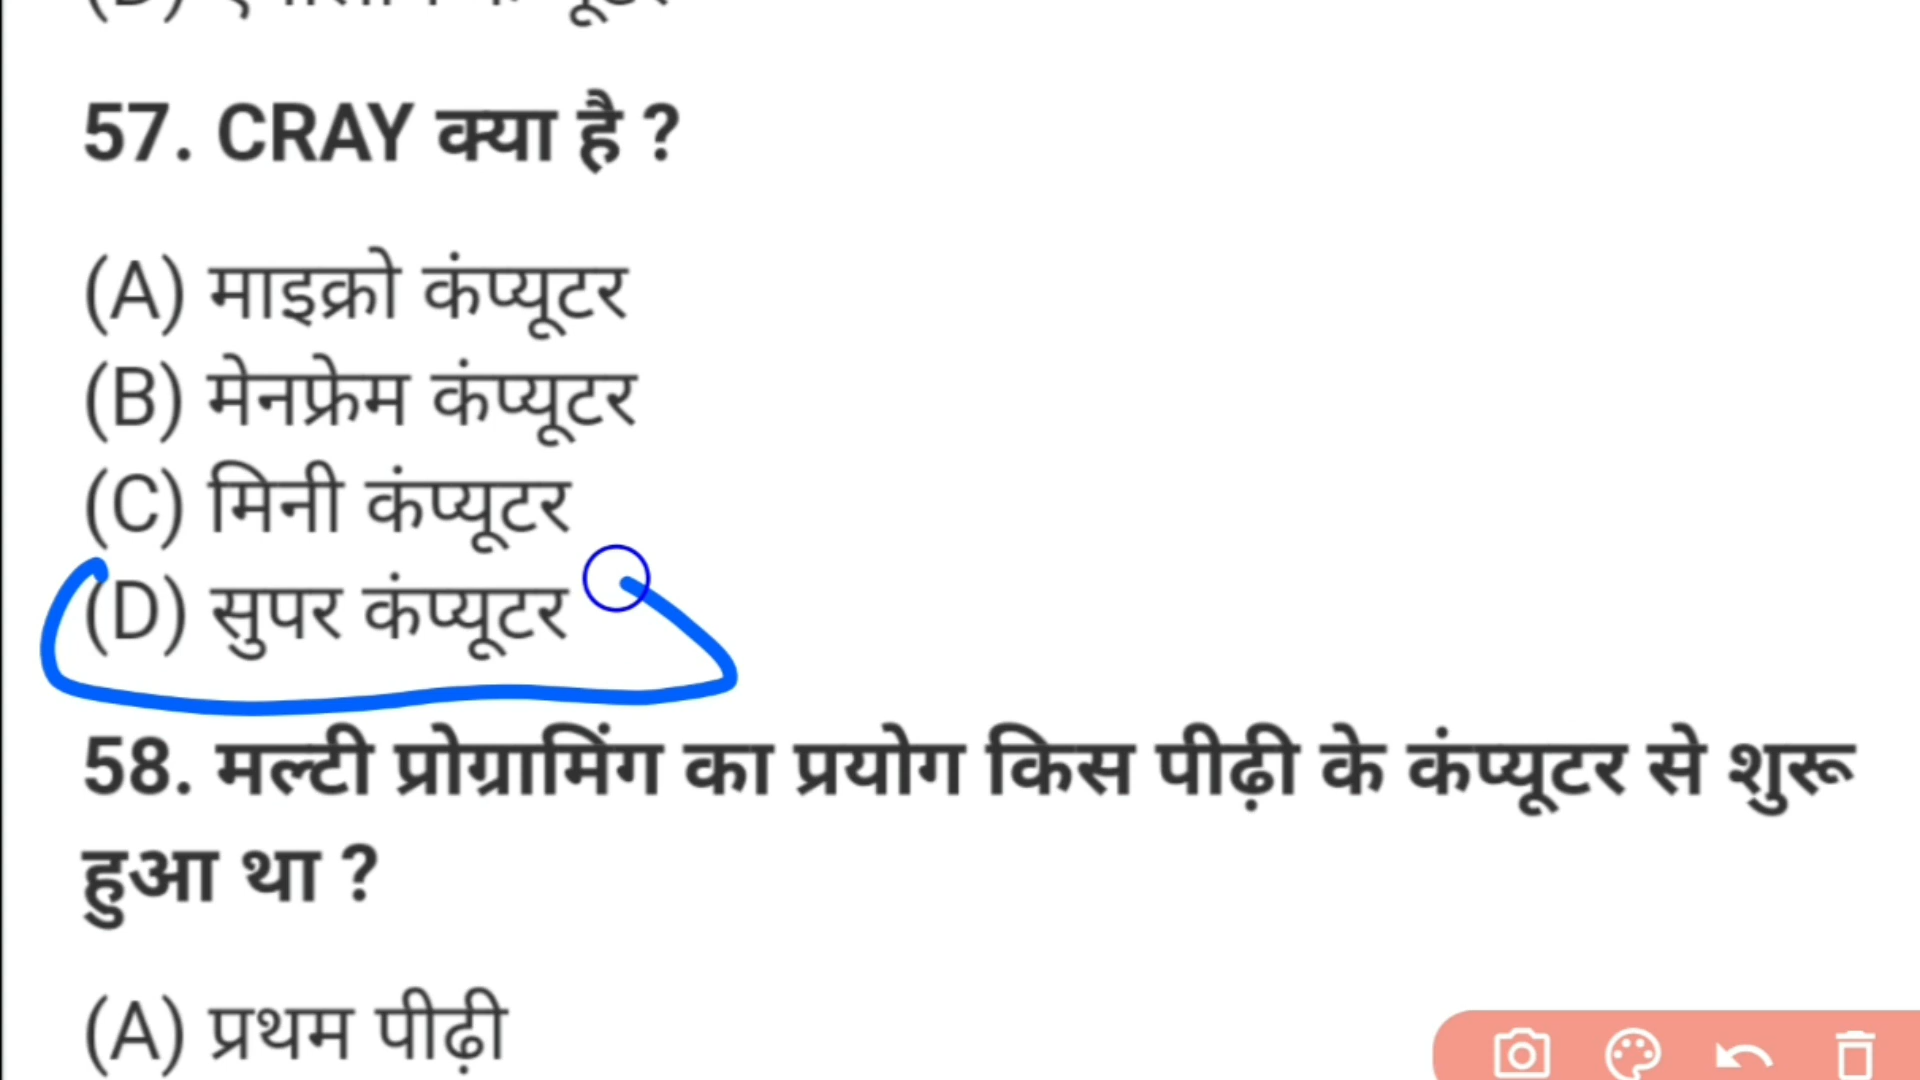 57. CRAY क्या है ?
(A) माइक्रो कंप्यूटर
(B) मेनफ्रेम कंप्यूटर
(C) मिनी कंप्यूटर
(D) सुपर कंप्यूटर
58. मल्टी प्रोग्रामिंग का प्रयोग किस पीढ़ी के कंप्यूटर से शुरू
हुआ था ?
(A) प्रथम पीढ़ी